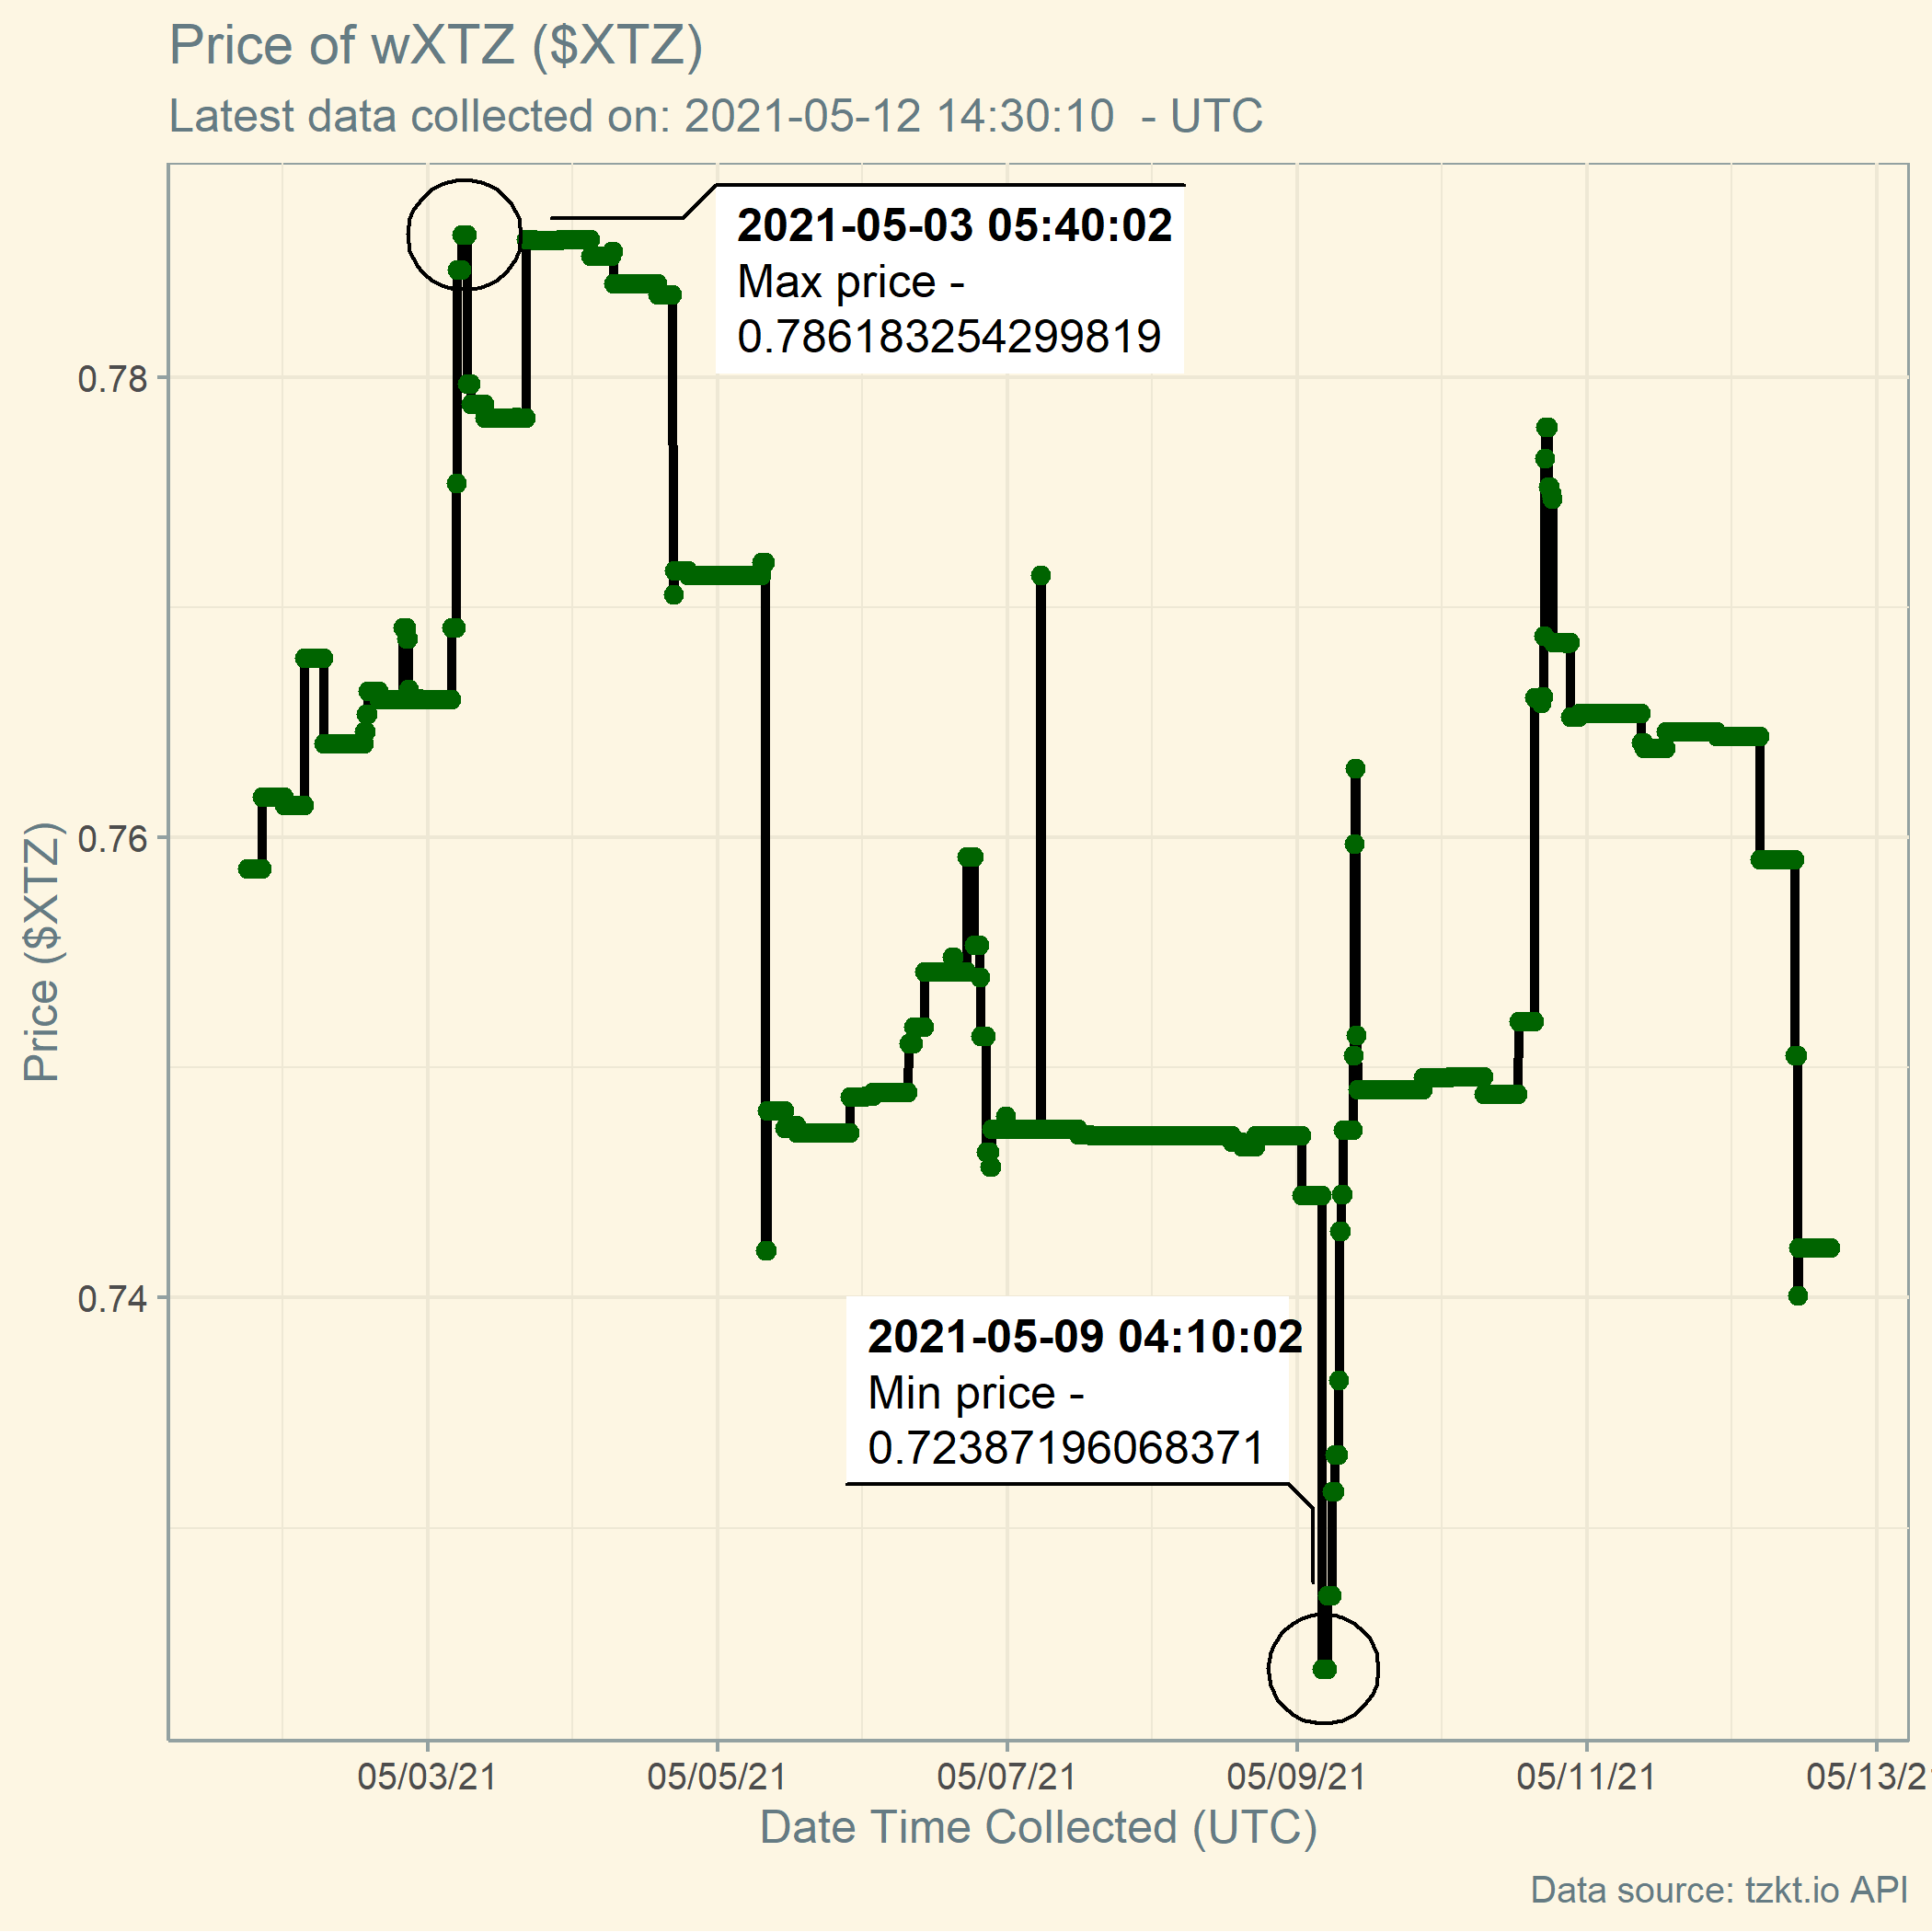 Price of wXTZ ($XTZ)
Latest data collected on: 2021-05-12 14:30:10  - UTC
2021-05-03 05:40:02
Max price -
0.786183254299819
0.78
0.76
0.74
Price ($XTZ)
2021-05-09 04:10:02
Min price -
0.72387196068371
05/03/21
05/05/21
05/07/21
05/09/21
05/11/21
05/13/21
Date Time Collected (UTC)
Data source: tzkt.io API